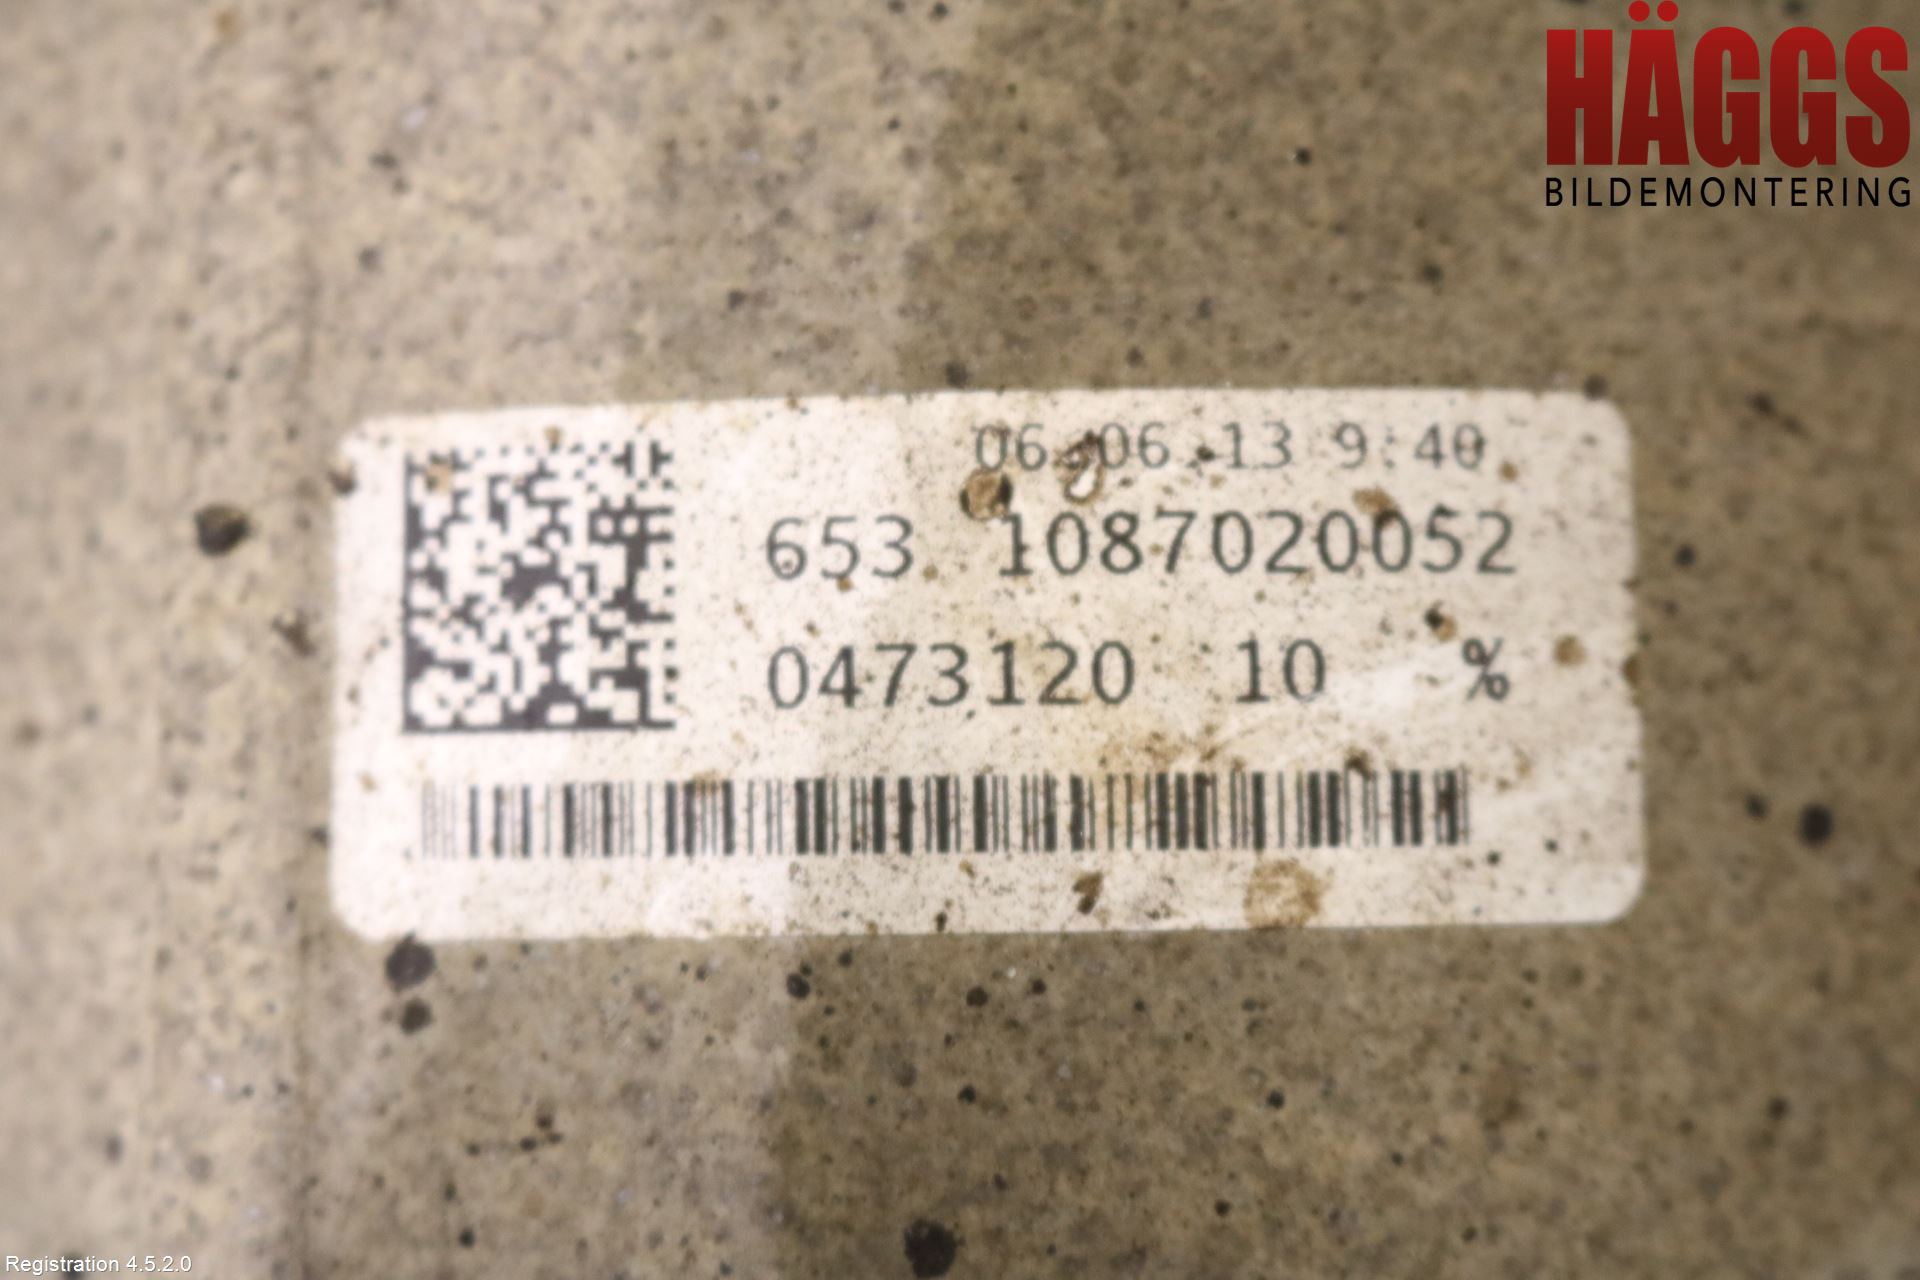 HÄGGS
BILDEMONTERING
06.06.13 9:40
653 1087020052
0473120 10 %
Registration 4.5.2.0